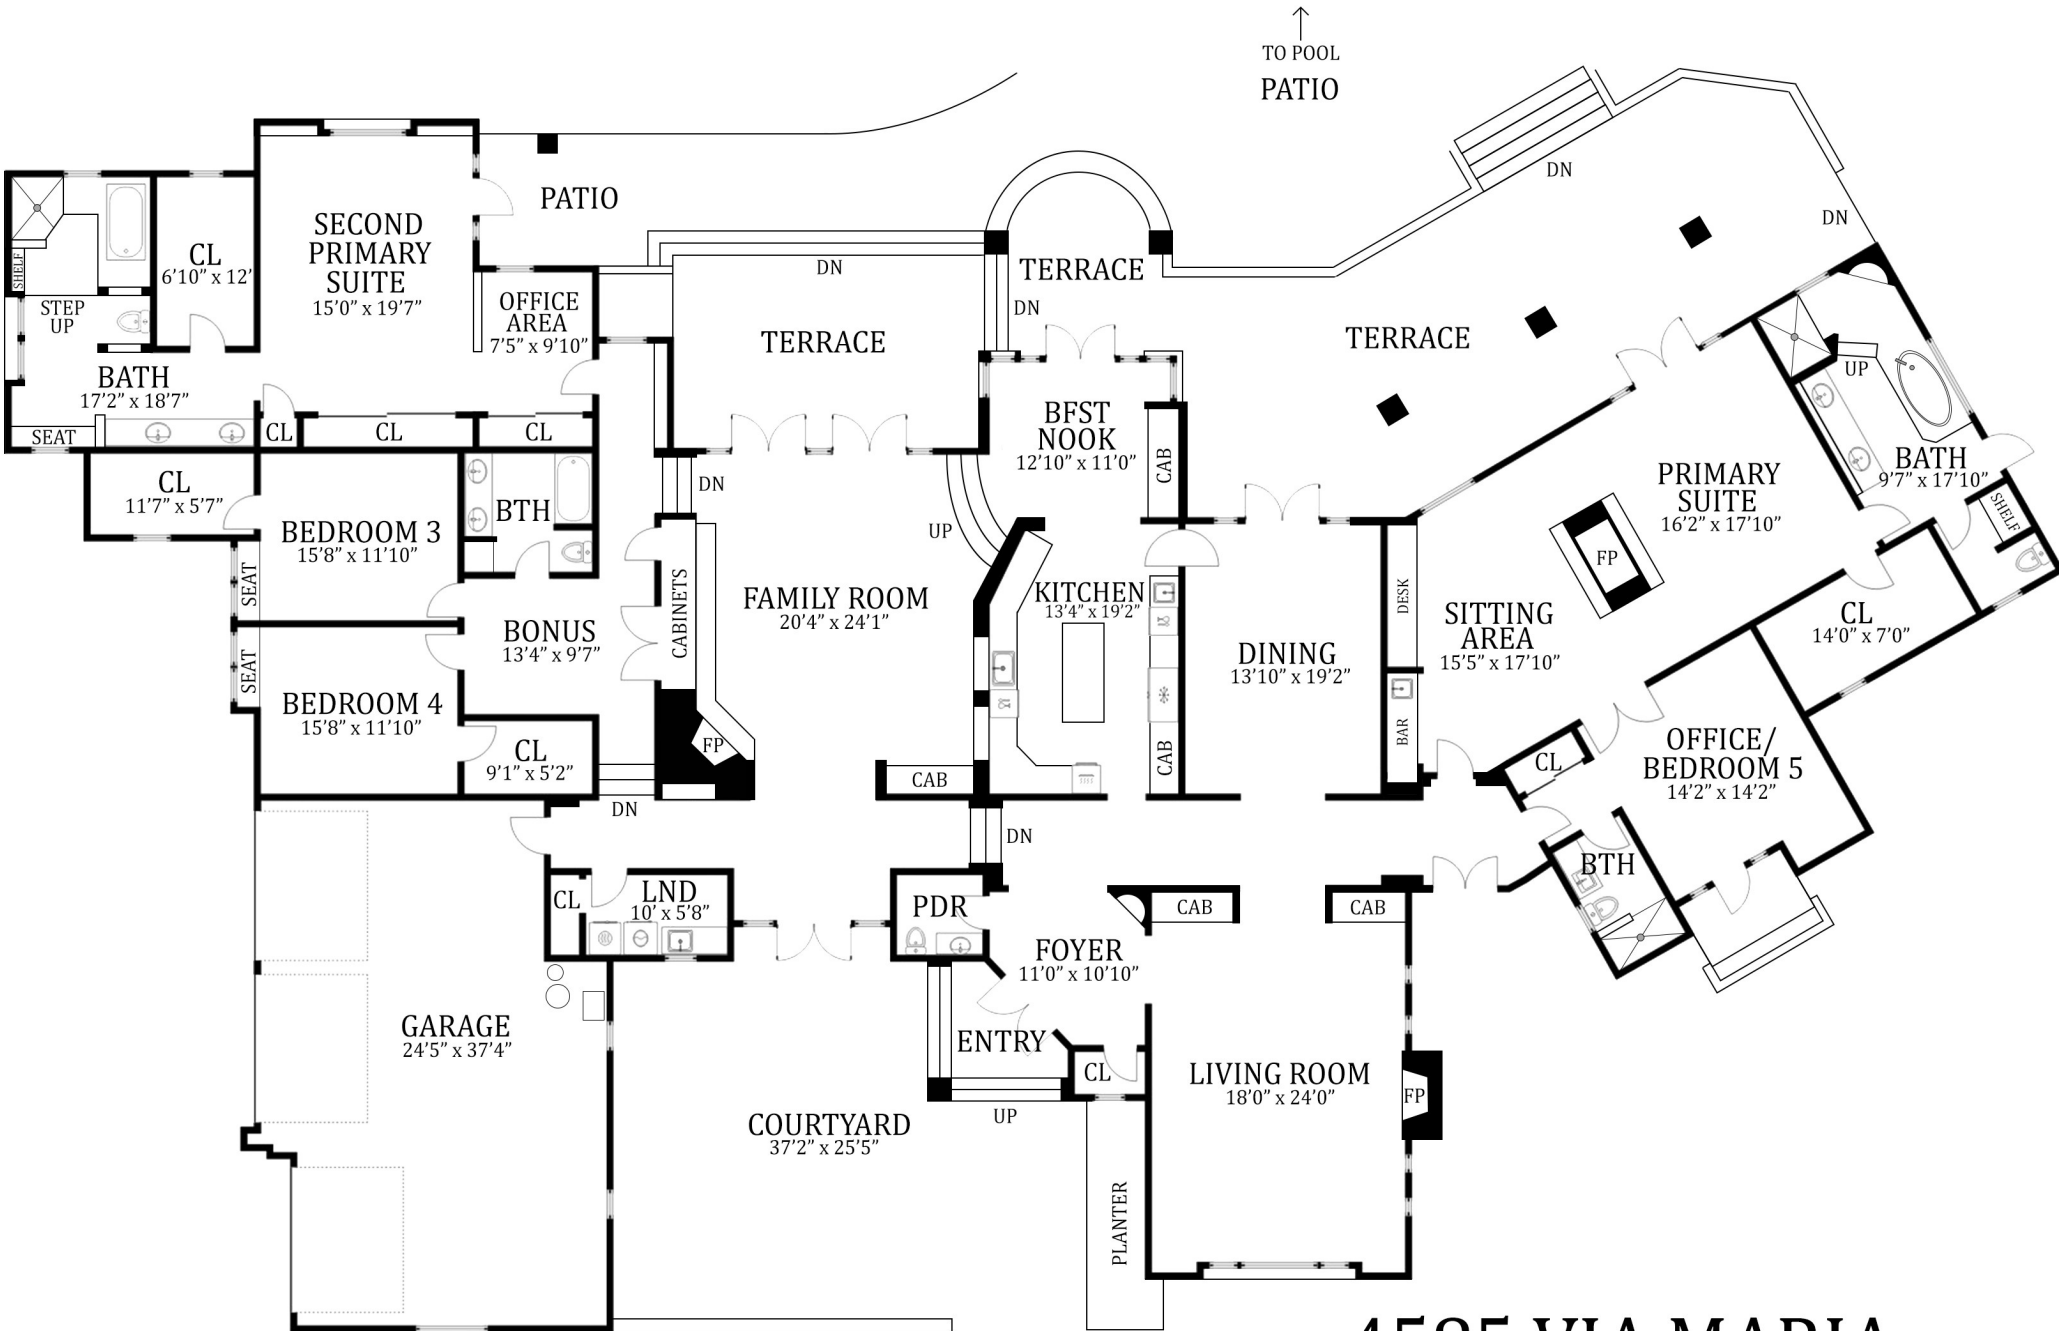 TO POOL
PATIO
DN
DN
PATIO
SECOND
PRIMARY
SUITE
15'0" x 19'7"
CL
6'10" x 12'
SHELF
STEP
UP
BATH
17'2" x 18'7"
SEAT
CL
CL
CL
OFFICE
AREA
7'5" x 9'10"
DN
TERRACE
TERRACE
DN
TERRACE
BFST
NOOK
12'10" x 11'0"
CAB
UP
BATH
9'7" x 17'10"
SHELF
PRIMARY
SUITE
16'2" x 17'10"
FP
CL
14'0" x 7'0"
CL
11'7" x 5'7"
BEDROOM 3
15'8" x 11'10"
SEAT
BTH
DN
UP
CABINETS
FAMILY ROOM
20'4" x 24'1"
KITCHEN
13'4" x 19'2"
DESK
SITTING
AREA
15'5" x 17'10"
DINING
13'10" x 19'2"
BONUS
13'4" x 9'7"
SEAT
BEDROOM 4
15'8" x 11'10"
CL
9'1" x 5'2"
FP
CAB
CAB
BAR
CL
OFFICE/
BEDROOM 5
14'2" x 14'2"
DN
DN
BTH
CL
LND
10' x 5'8"
PDR
CAB
CAB
FOYER
11'0" x 10'10"
GARAGE
24'5" x 37'4"
ENTRY
CL
LIVING ROOM
18'0" x 24'0"
FP
UP
COURTYARD
37'2" x 25'5"
PLANTER